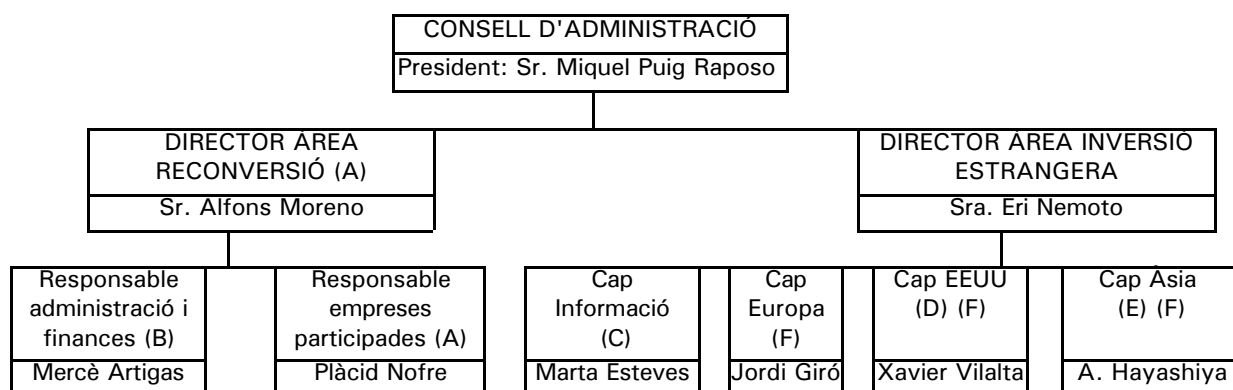 CONSELL D'ADMINISTRACIÓ
President: Sr. Miquel Puig Raposo
DIRECTOR ÀREA
RECONVERSIÓ (A)
Sr. Alfons Moreno
DIRECTOR ÀREA INVERSIÓ
ESTRANGERA
Sra. Eri Nemoto
Responsable
administració i
finances (B)
Mercè Artigas
Responsable
empreses
participades (A)
Plàcid Nofre
Cap
Informació
(C)
Marta Esteves
Cap
Europa
(F)
Jordi Giró
Cap EEUU
(D) (F)
Xavier Vilalta
Cap Àsia
(E) (F)
A. Hayashiya